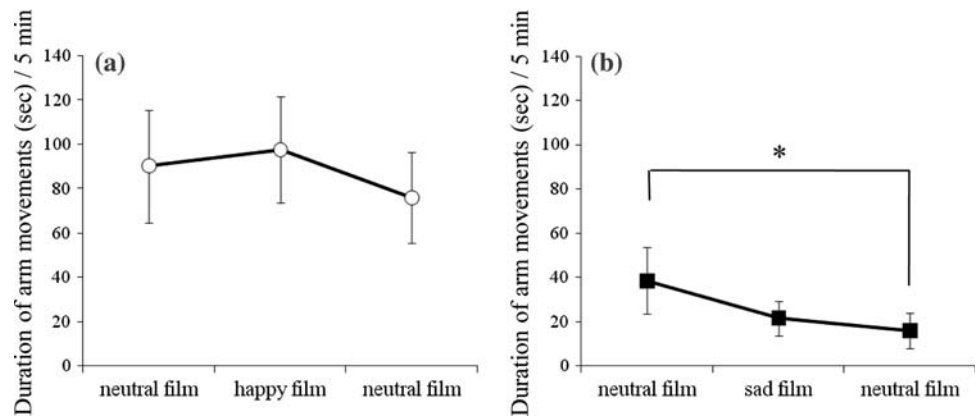 Duration of arm movements (sec) / 5 min
(a)
140
120
100
80
60
40
20
0
neutral film happy film neutral film
Duration of arm movements (sec) / 5 min
(b)
140
120
100
80
60
40
20
0
*
neutral film sad film neutral film